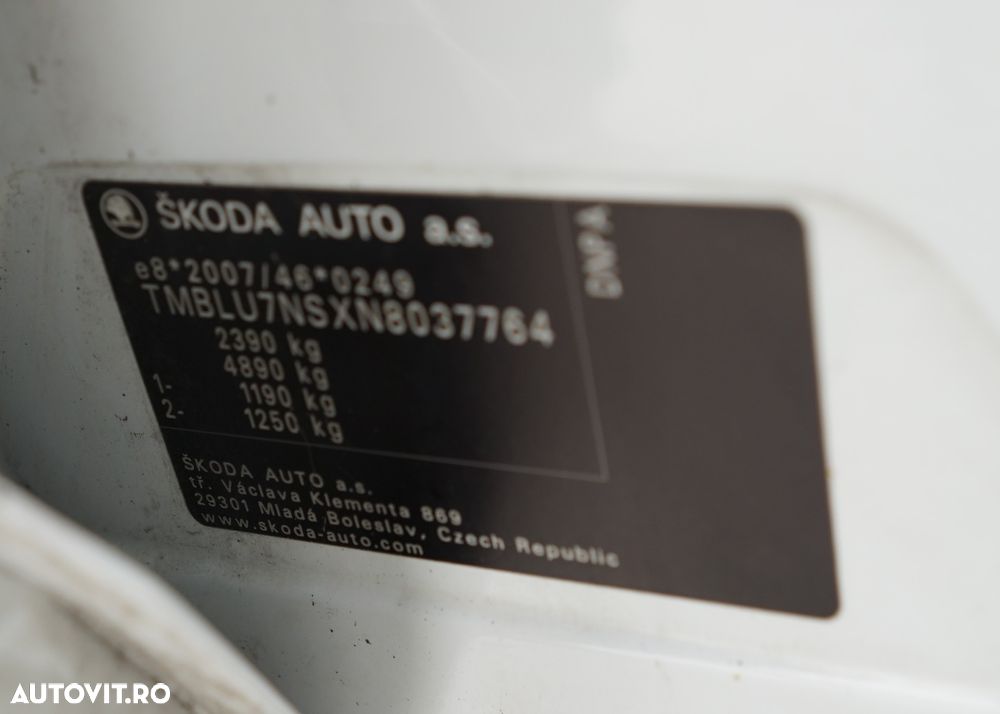 ŠKODA AUTO a.s.
e8*2007/46*0249
TMBLU7NSXN8037764
2390 kg
4890 kg
1- 1190 kg
2- 1250 kg
ŠKODA AUTO a.s.
tř. Václava Klementa 869
29301 Mladá Boleslav, Czech Republic
www.skoda-auto.com
AUTOVIT.RO